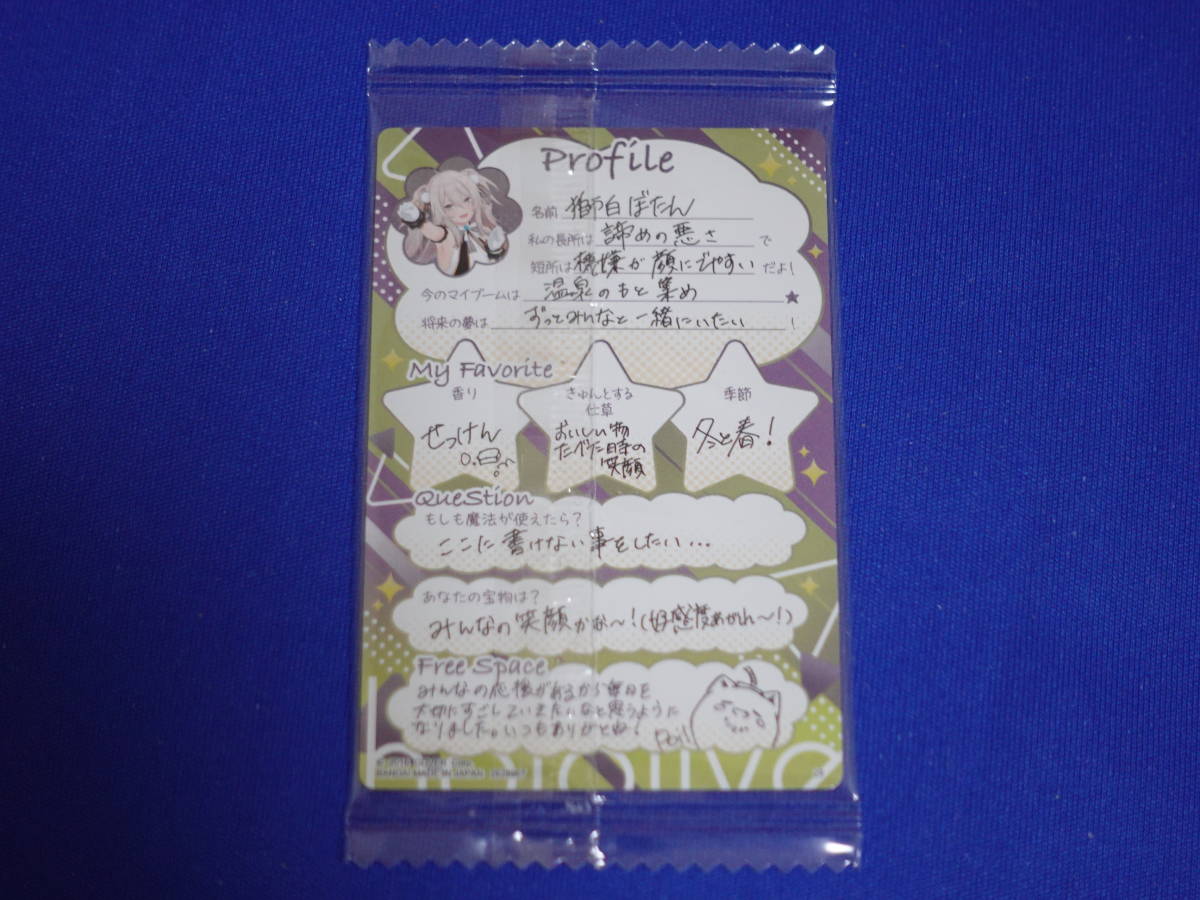 Profile
名前 獅白ぼたん
私の長所は 諦めの悪さ で
短所は 機嫌が顔にでやすい だよ!
今のマイブームは 温泉のもと集め ★
将来の夢は ずっとみんなと一緒にいたい !
My Favorite
香り
せっけん
きゅんとする
仕草
おいしい物
たべた時の
笑顔
季節
冬と春!
Question
もしも魔法が使えたら?
ここに書けない事をしたい...
あなたの宝物は?
みんなの笑顔かな〜!(好感度あがれ〜!)
Free Space
みんなの応援があるから毎日を
大切にすごしていきたいなと思うように
なりました。いつもありがとね!
Poi!
hololive
BANDAI MADE IN JAPAN